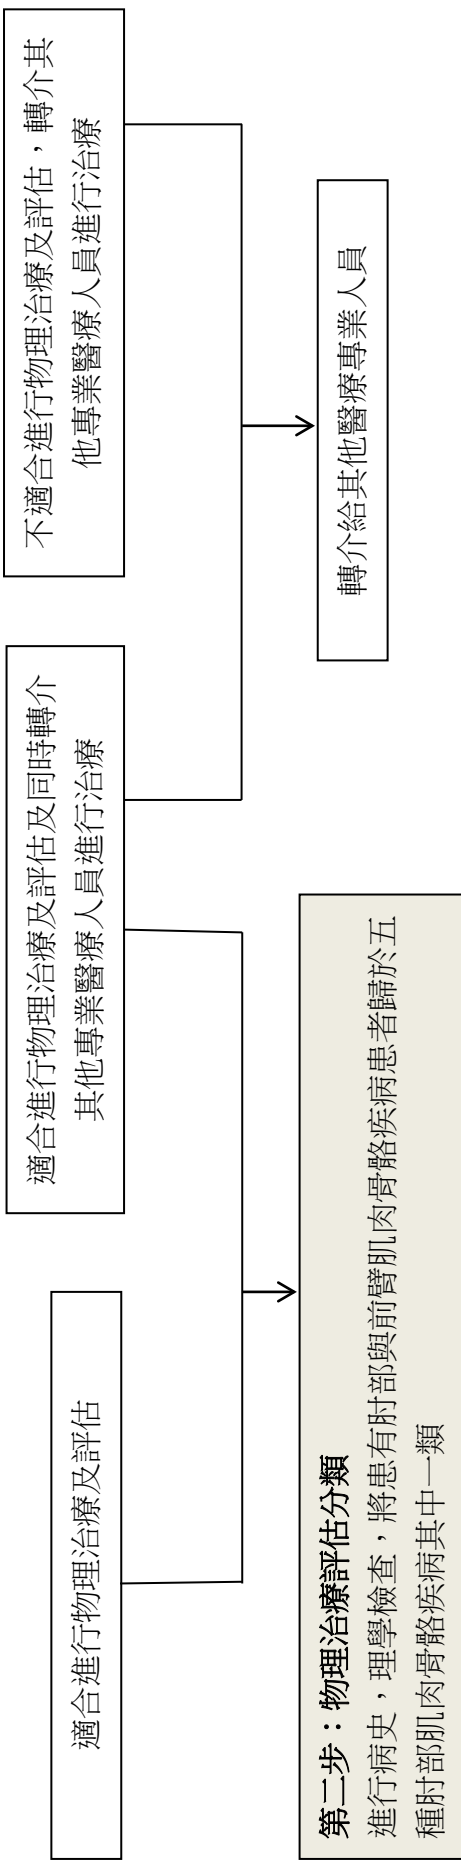 適合進行物理治療及評估
適合進行物理治療及評估及同時轉介
其他專業醫療人員進行治療
不適合進行物理治療及評估，轉介其
他專業醫療人員進行治療
第二步：物理治療評估分類
進行病史，理學檢查，將患有肘部與前臂肌肉骨骼疾病患者歸於五
種肘部肌肉骨骼疾病其中一類
轉介給其他醫療專業人員